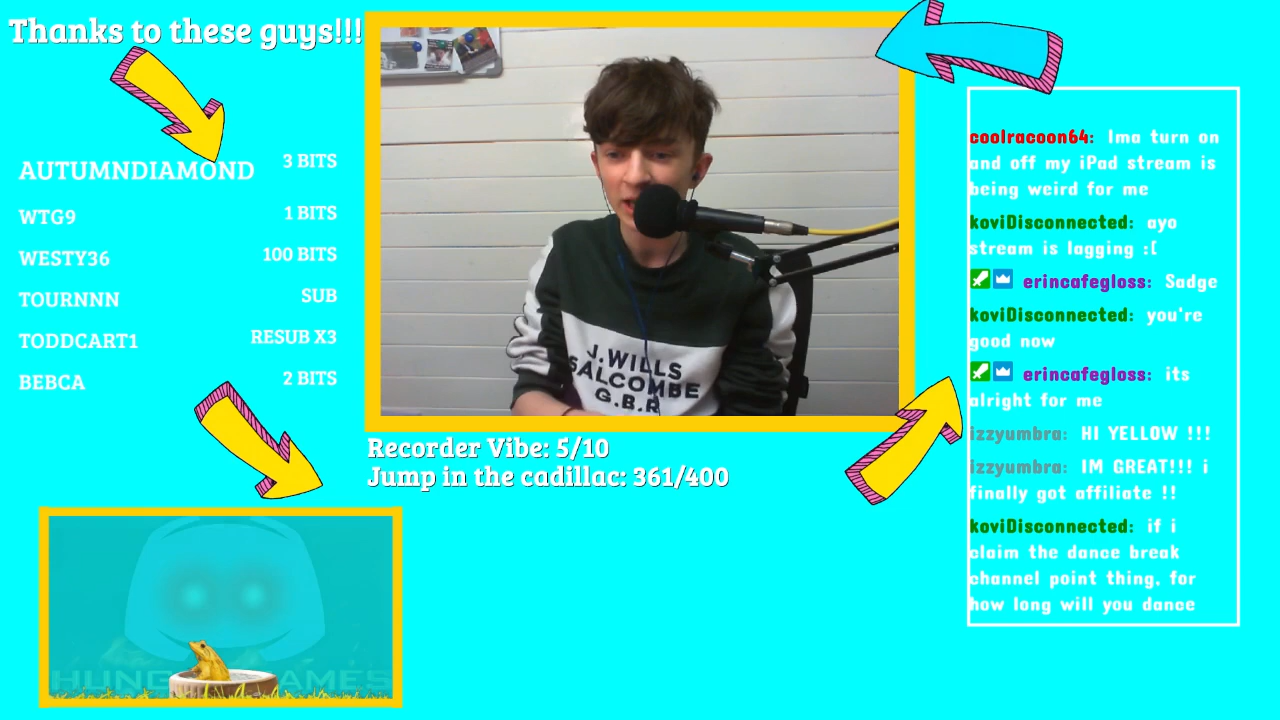 Thanks to these guys!!!
AUTUMNDIAMOND 3 BITS
WTG9 1 BITS
WESTY36 100 BITS
TOURNNN SUB
TODDCART1 RESUB X3
BEBCA 2 BITS
J.WILLS
SALCOMBE
G.B.R
Recorder Vibe: 5/10
Jump in the cadillac: 361/400
coolracoon64: Ima turn on
and off my iPad stream is
being weird for me
koviDisconnected: ayo
stream is lagging :[
erincafegloss: Sadge
koviDisconnected: you're
good now
erincafegloss: its
alright for me
izzyumbra: HI YELLOW !!!
izzyumbra: IM GREAT!!! i
finally got affiliate !!
koviDisconnected: if i
claim the dance break
channel point thing, for
how long will you dance